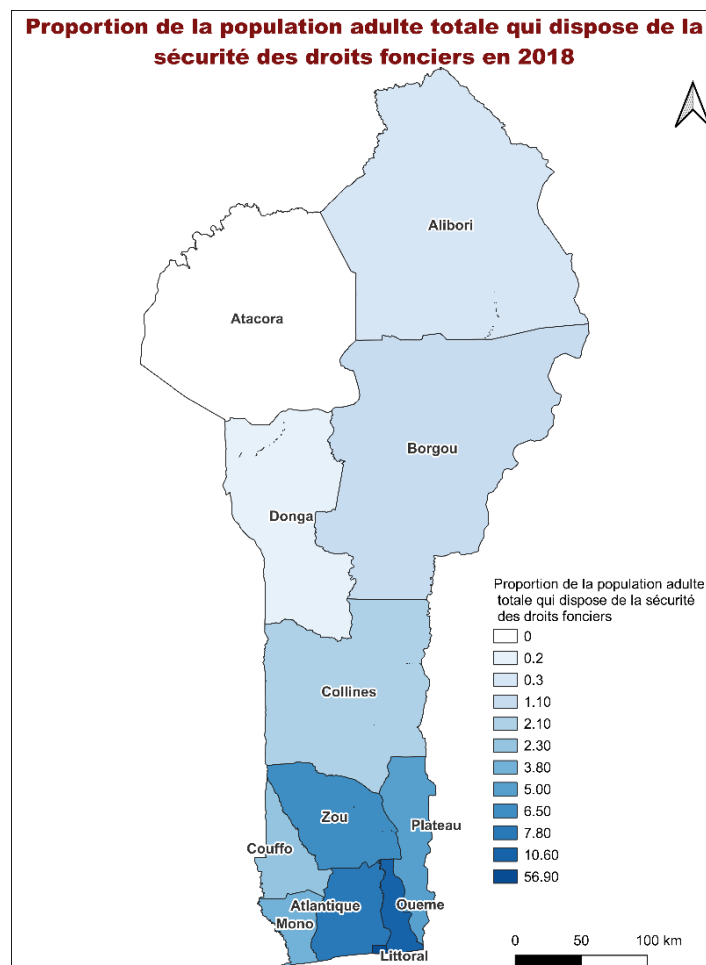 Proportion de la population adulte totale qui dispose de la
sécurité des droits fonciers en 2018
Alibori
Atacora
Borgou
Donga
Collines
Zou
Plateau
Couffo
Atlantique
Oueme
Mono
Littoral
Proportion de la population adulte
totale qui dispose de la sécurité
des droits fonciers
0
0.2
0.3
1.10
2.10
2.30
3.80
5.00
6.50
7.80
10.60
56.90
0 50 100 km